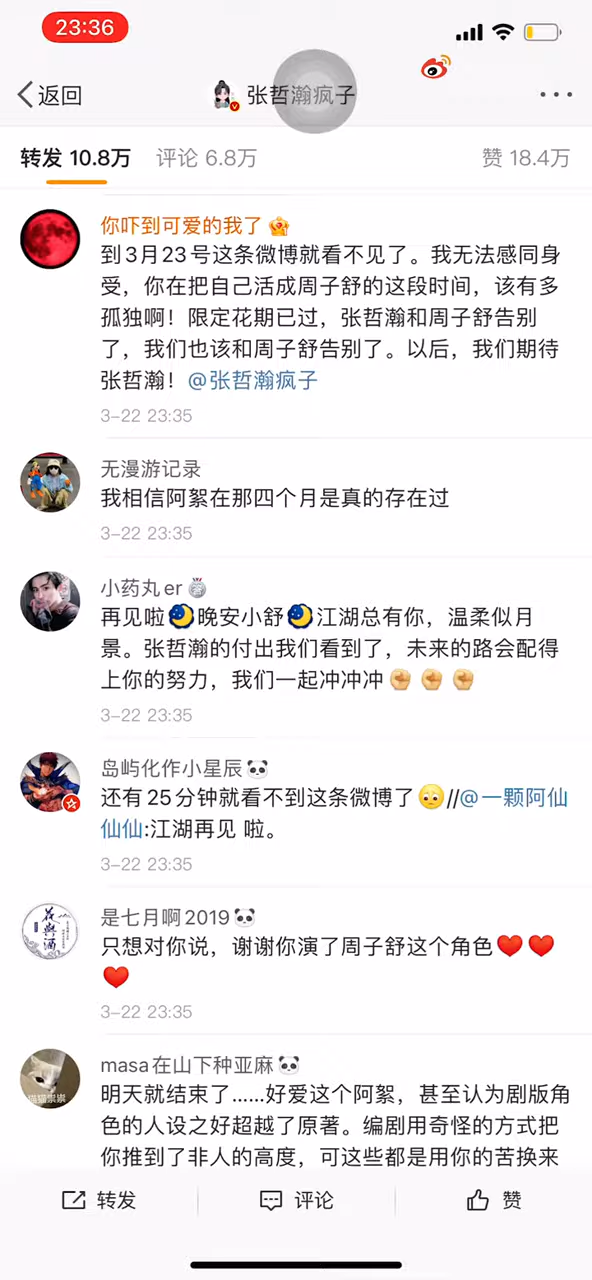 23:36
返回
张哲瀚疯子
转发 10.8万 评论 6.8万 赞 18.4万
你吓到可爱的我了
到3月23号这条微博就看不见了。我无法感同身
受，你在把自己活成周子舒的这段时间，该有多
孤独啊！限定花期已过，张哲瀚和周子舒告别
了，我们也该和周子舒告别了。以后，我们期待
张哲瀚！@张哲瀚疯子
3-22 23:35
无漫游记录
我相信阿絮在那四个月是真的存在过
3-22 23:35
小药丸er
再见啦🌜晚安小舒🌜江湖总有你，温柔似月
景。张哲瀚的付出我们看到了，未来的路会配得
上你的努力，我们一起冲冲冲✊✊✊
3-22 23:35
岛屿化作小星辰🐼
还有25分钟就看不到这条微博了🥺//@一颗阿仙
仙仙:江湖再见 啦。
3-22 23:35
花与酒
是七月啊2019🐼
只想对你说，谢谢你演了周子舒这个角色❤️❤️
❤️
3-22 23:35
masa在山下种亚麻🐼
明天就结束了......好爱这个阿絮，甚至认为剧版角
色的人设之好超越了原著。编剧用奇怪的方式把
你推到了非人的高度，可这些都是用你的苦换来
转发 评论 赞